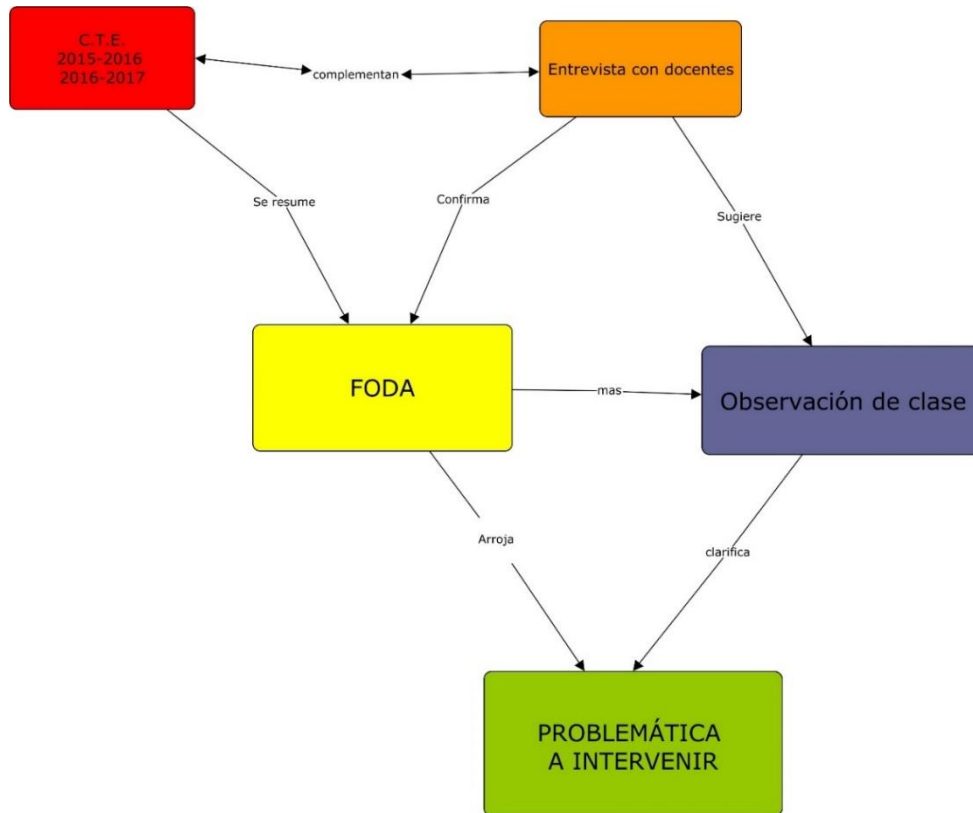 C.T.E.
2015-2016
2016-2017
complementan
Entrevista con docentes
Se resume
Confirma
Sugiere
FODA
mas
Observación de clase
Arroja
clarifica
PROBLEMÁTICA
A INTERVENIR